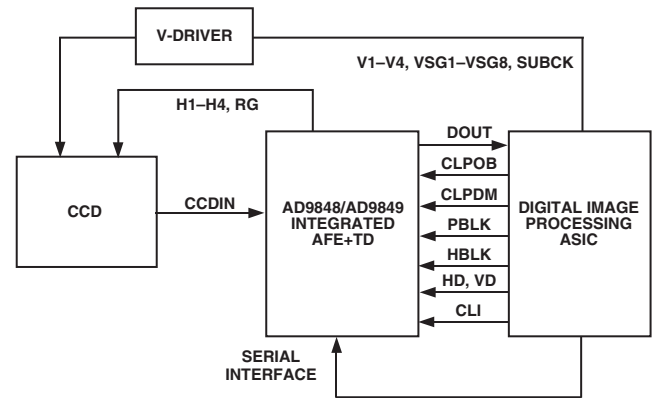 V-DRIVER
V1–V4, VSG1–VSG8, SUBCK
H1–H4, RG
DOUT
CLPOB
CCD
CCDIN
AD9848/AD9849
INTEGRATED
AFE+TD
CLPDM
DIGITAL IMAGE
PROCESSING
ASIC
PBLK
HBLK
HD, VD
CLI
SERIAL
INTERFACE